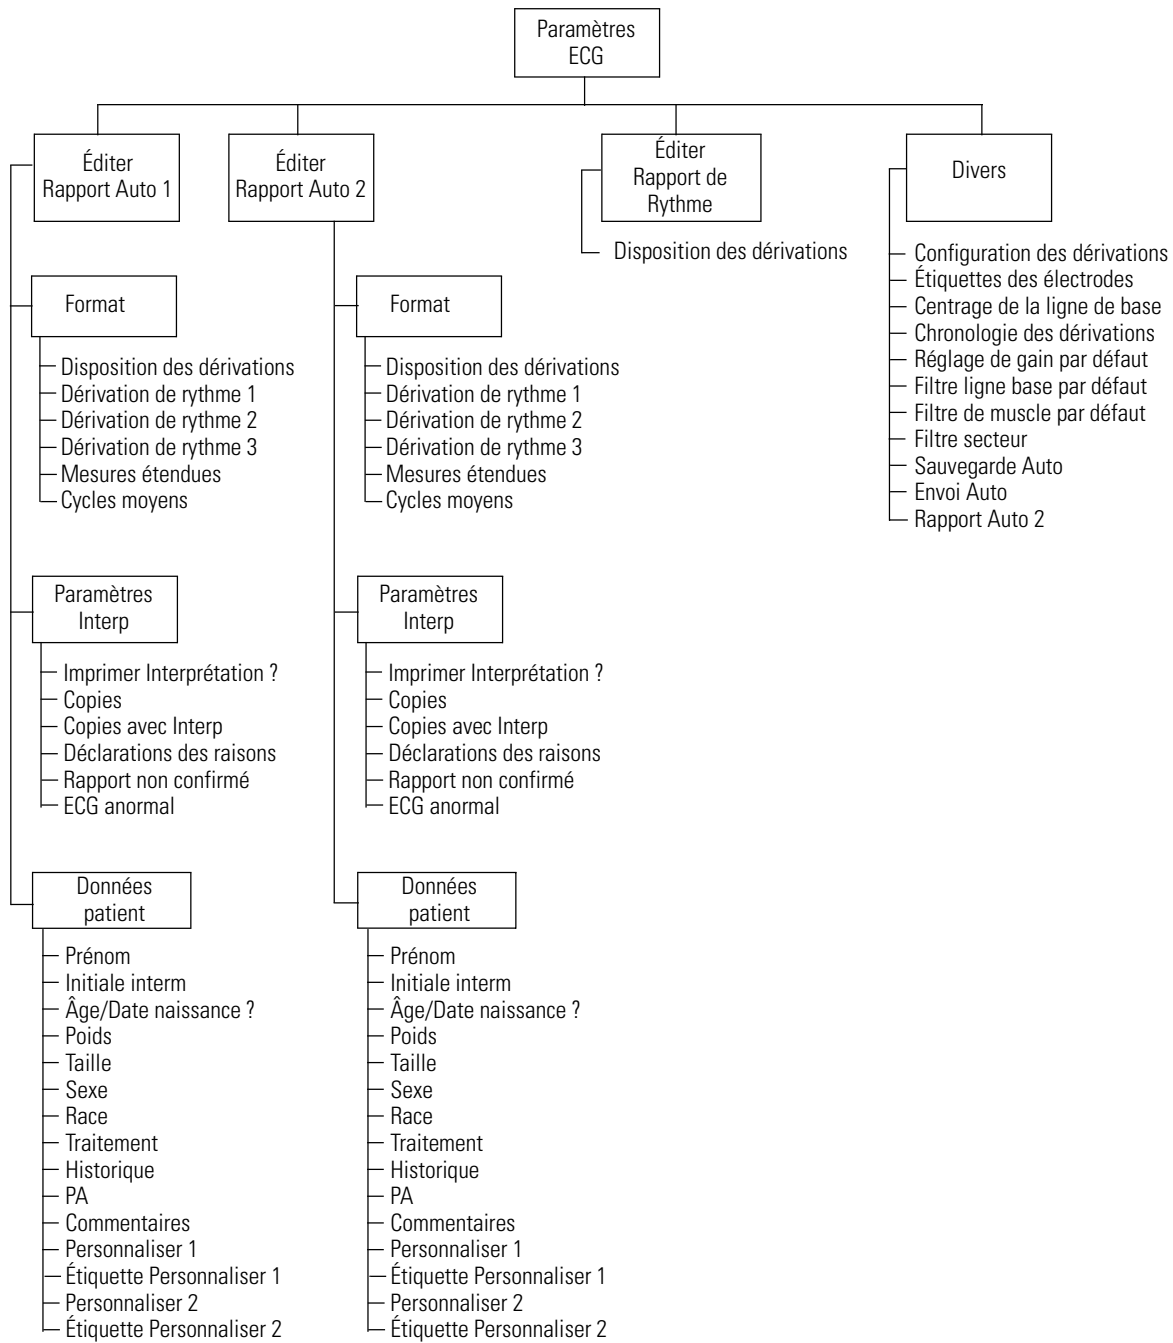 Paramètres
ECG
Éditer
Rapport Auto 1
Éditer
Rapport Auto 2
Éditer
Rapport de
Rythme
Divers
Format
Disposition des dérivations
Dérivation de rythme 1
Dérivation de rythme 2
Dérivation de rythme 3
Mesures étendues
Cycles moyens
Paramètres
Interp
Imprimer Interprétation ?
Copies
Copies avec Interp
Déclarations des raisons
Rapport non confirmé
ECG anormal
Données
patient
Prénom
Initiale interm
Âge/Date naissance ?
Poids
Taille
Sexe
Race
Traitement
Historique
PA
Commentaires
Personnaliser 1
Étiquette Personnaliser 1
Personnaliser 2
Étiquette Personnaliser 2
Format
Disposition des dérivations
Dérivation de rythme 1
Dérivation de rythme 2
Dérivation de rythme 3
Mesures étendues
Cycles moyens
Paramètres
Interp
Imprimer Interprétation ?
Copies
Copies avec Interp
Déclarations des raisons
Rapport non confirmé
ECG anormal
Données
patient
Prénom
Initiale interm
Âge/Date naissance ?
Poids
Taille
Sexe
Race
Traitement
Historique
PA
Commentaires
Personnaliser 1
Étiquette Personnaliser 1
Personnaliser 2
Étiquette Personnaliser 2
Disposition des dérivations
Configuration des dérivations
Étiquettes des électrodes
Centrage de la ligne de base
Chronologie des dérivations
Réglage de gain par défaut
Filtre ligne base par défaut
Filtre de muscle par défaut
Filtre secteur
Sauvegarde Auto
Envoi Auto
Rapport Auto 2